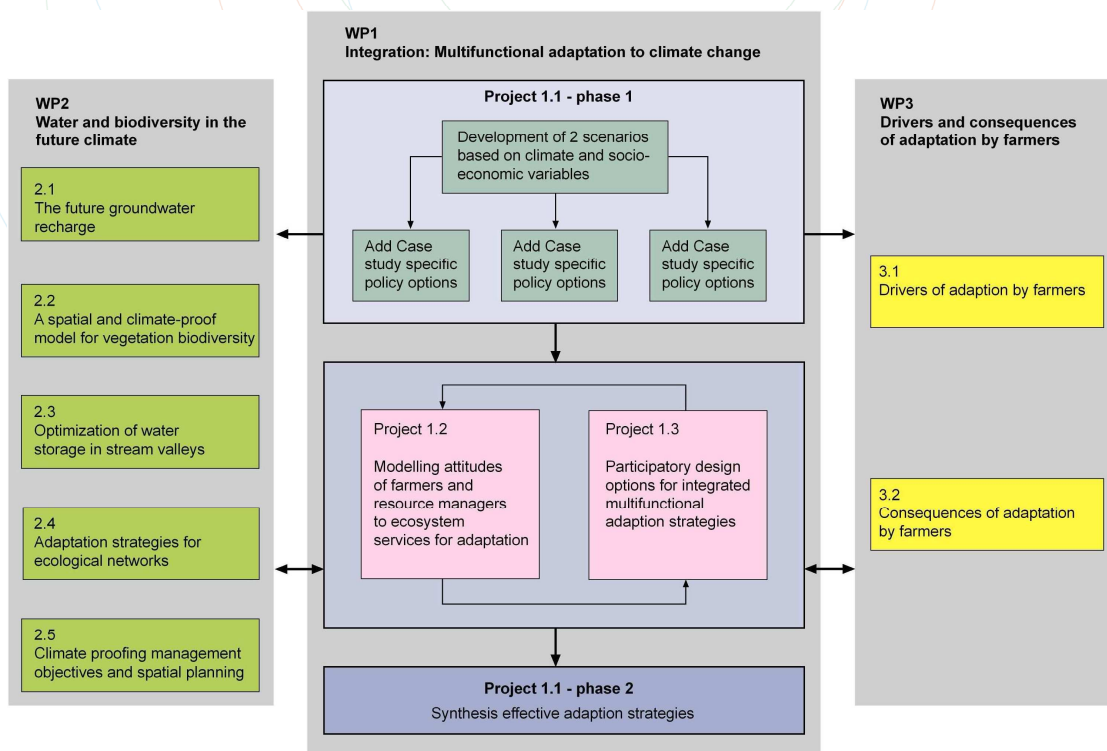 WP1
Integration: Multifunctional adaptation to climate change
WP2
Water and biodiversity in the
future climate
2.1
The future groundwater
recharge
2.2
A spatial and climate-proof
model for vegetation biodiversity
2.3
Optimization of water
storage in stream valleys
2.4
Adaptation strategies for
ecological networks
2.5
Climate proofing management
objectives and spatial planning
Project 1.1 - phase 1
Development of 2 scenarios
based on climate and socio-
economic variables
Add Case
study specific
policy options
Add Case
study specific
policy options
Add Case
study specific
policy options
Project 1.2
Modelling attitudes
of farmers and
resource managers
to ecosystem
services for adaptation
Project 1.3
Participatory design
options for integrated
multifunctional
adaption strategies
Project 1.1 - phase 2
Synthesis effective adaption strategies
WP3
Drivers and consequences
of adaptation by farmers
3.1
Drivers of adaption by farmers
3.2
Consequences of adaptation
by farmers